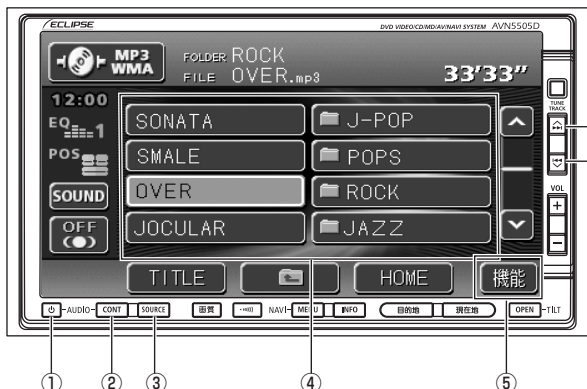 ECLIPSE
DVD VIDEO/CD/MD/AV/NAVI SYSTEM AVN5505D
MP3
WMA
FOLDER ROCK
FILE OVER.mp3
33'33"
12:00
EQ 1
POS
SOUND
OFF
SONATA
J-POP
SMALE
POPS
OVER
ROCK
JOCULAR
JAZZ
TITLE
HOME
機能
TUNE
TRACK
VOL
+
−
AUDIO
CONT
SOURCE
画質
NAVI
MENU
INFO
目的地
現在地
OPEN
TILT
①
②
③
④
⑤